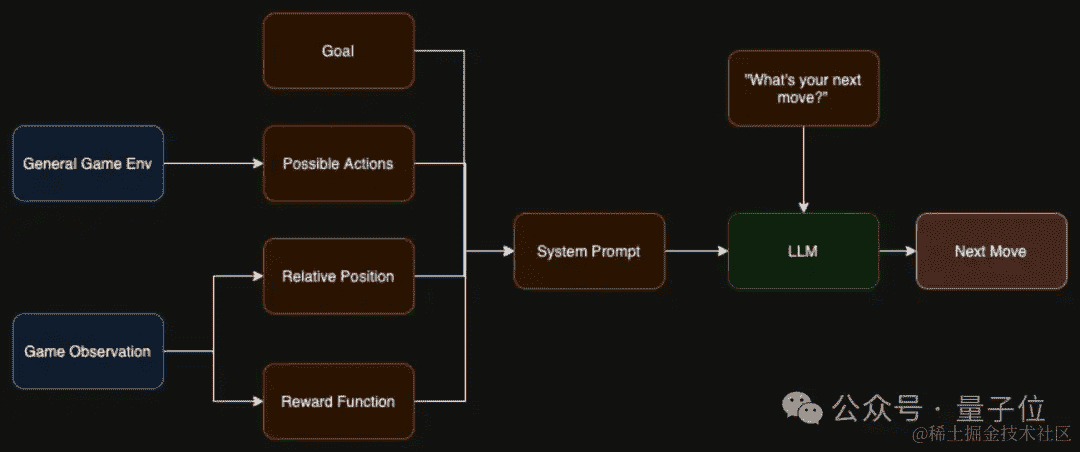 Goal
General Game Env
Possible Actions
Game Observation
Relative Position
Reward Function
System Prompt
"What's your next
move?"
LLM
Next Move
公众号 · 量子位
@稀土掘金技术社区